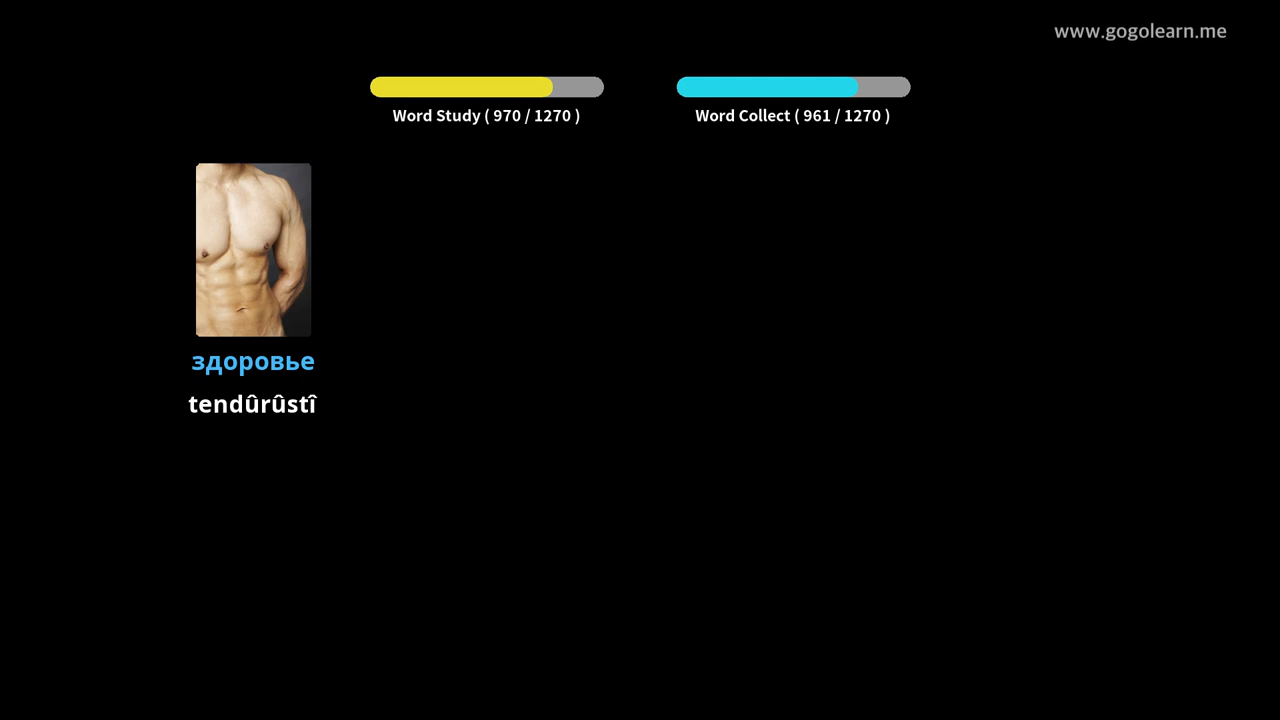 www.gogolearn.me
Word Study ( 970 / 1270 )
Word Collect ( 961 / 1270 )
здоровье
tendûrûstî